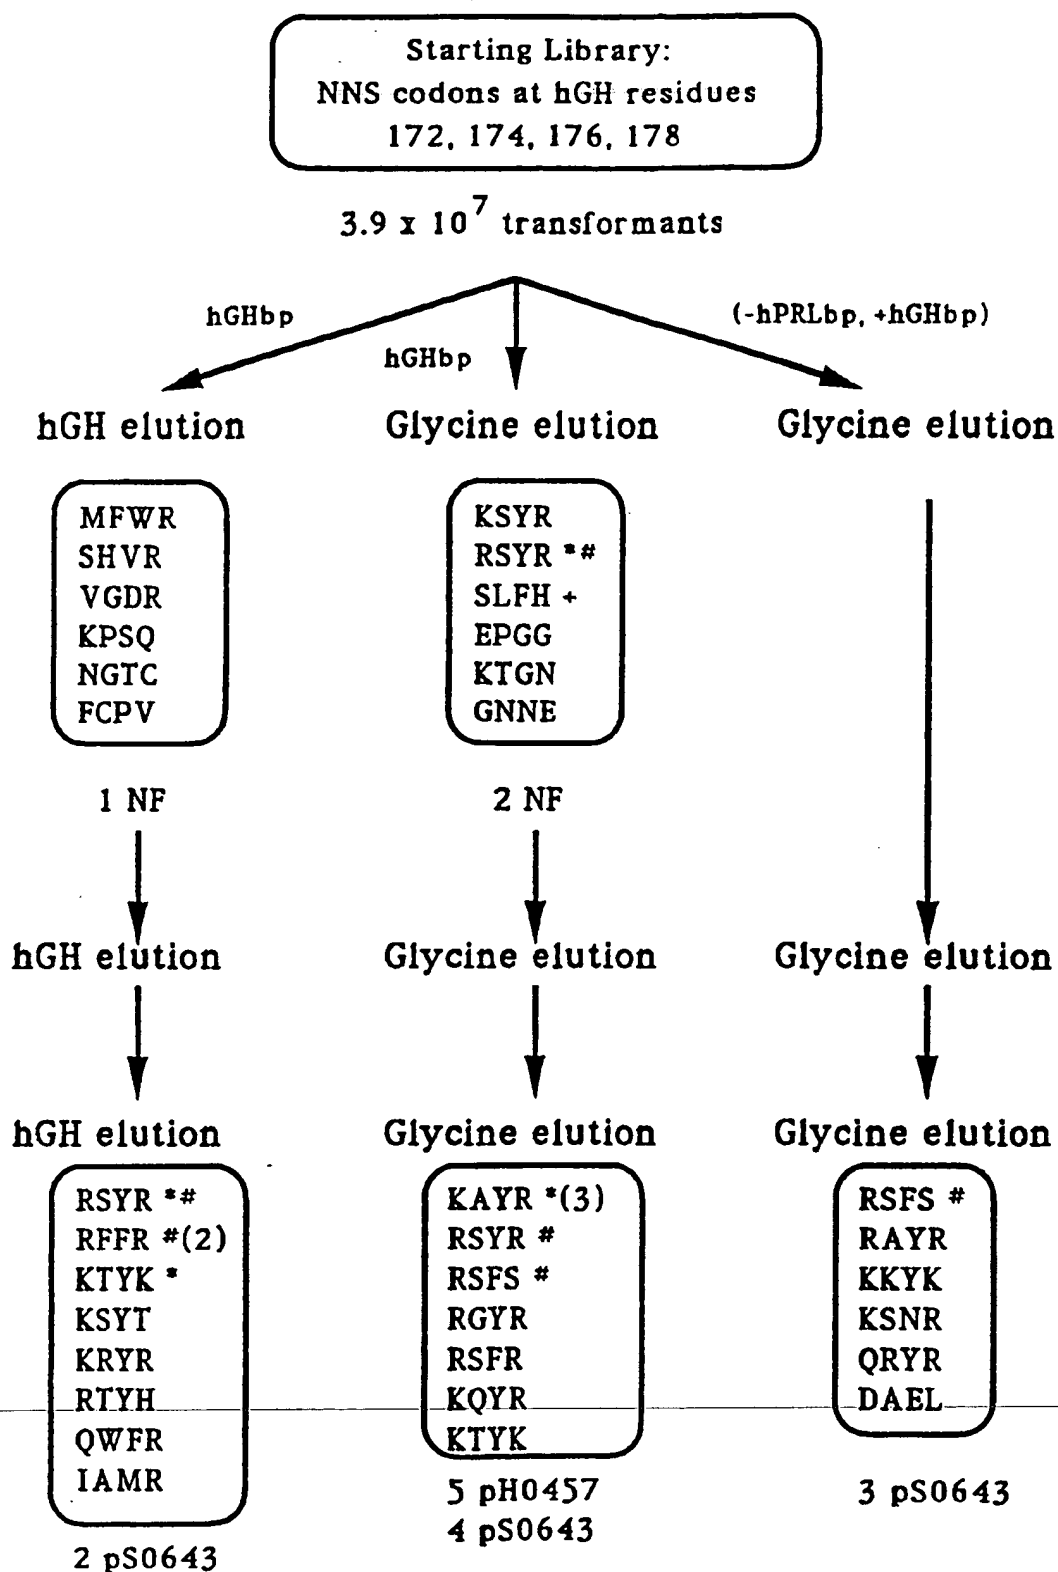 Starting Library:
NNS codons at hGH residues
172, 174, 176, 178
3.9 x 10^7 transformants
hGHbp
hGHbp
(-hPRLbp, +hGHbp)
hGH elution
Glycine elution
Glycine elution
MFWR
SHVR
VGDR
KPSQ
NGTC
FCPV
1 NF
KSYR
RSYR *#
SLFH +
EPGG
KTGN
GNNE
2 NF
hGH elution
Glycine elution
Glycine elution
hGH elution
Glycine elution
Glycine elution
RSYR *#
RFFR #(2)
KTYK *
KSYT
KRYR
RTYH
QWFR
IAMR
2 pS0643
KAYR *(3)
RSYR #
RSFS #
RGYR
RSFR
KQYR
KTYK
5 pH0457
4 pS0643
RSFS #
RAYR
KKYK
KSNR
QRYR
DAEL
3 pS0643